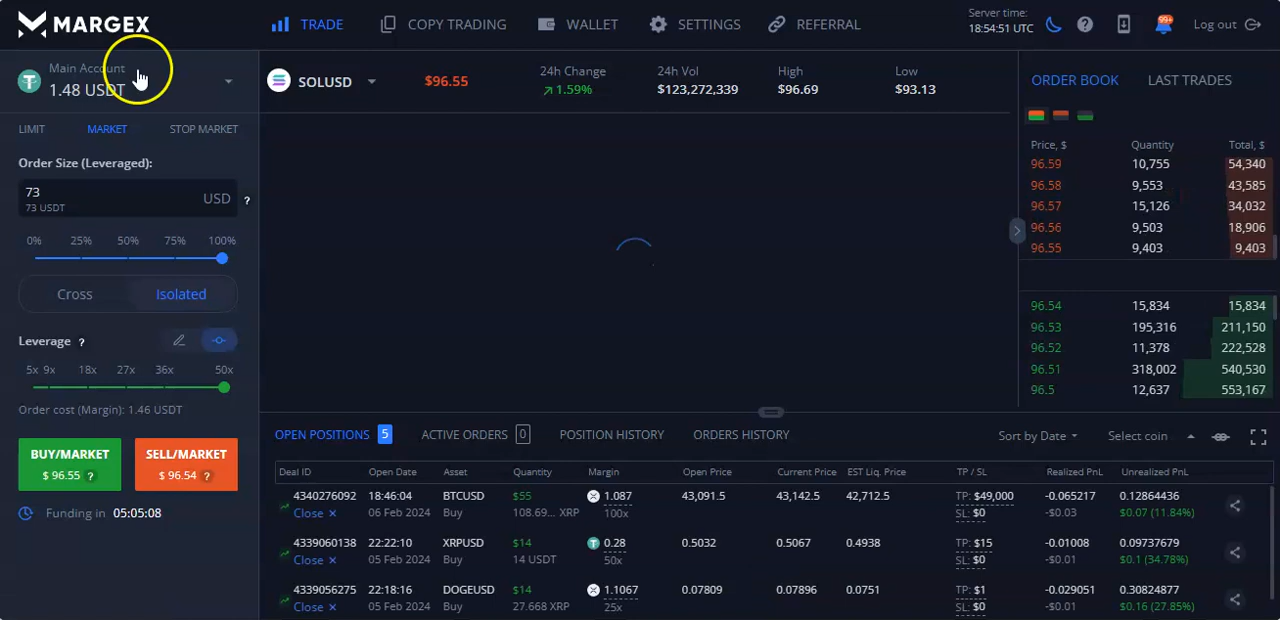 MARGEX
TRADE
COPY TRADING
WALLET
SETTINGS
REFERRAL
Server time:
18:54:51 UTC
99+
Log out
Main Account
1.48 USDT
SOLUSD
$96.55
24h Change
1.59%
24h Vol
$123,272,339
High
$96.69
Low
$93.13
LIMIT
MARKET
STOP MARKET
Order Size (Leveraged):
73
USD
?
73 USDT
0% 25% 50% 75% 100%
Cross
Isolated
Leverage ?
5x 9x 18x 27x 36x 50x
Order cost (Margin): 1.46 USDT
BUY/MARKET
$ 96.55 ?
SELL/MARKET
$ 96.54 ?
Funding in 05:05:08
ORDER BOOK
LAST TRADES
Price, $ Quantity Total, $
96.59 10,755 54,340
96.58 9,553 43,585
96.57 15,126 34,032
96.56 9,503 18,906
96.55 9,403 9,403
96.54 15,834 15,834
96.53 195,316 211,150
96.52 11,378 222,528
96.51 318,002 540,530
96.5 12,637 553,167
OPEN POSITIONS 5
ACTIVE ORDERS 0
POSITION HISTORY
ORDERS HISTORY
Sort by Date
Select coin
Deal ID Open Date Asset Quantity Margin Open Price Current Price EST Liq. Price TP / SL Realized PnL Unrealized PnL
4340276092 18:46:04 BTCUSD $55 1.087 43,091.5 43,142.5 42,712.5 TP: $49,000 -0.065217 0.12864436
Close × 06 Feb 2024 Buy 108.69... XRP 100x SL: $0 -$0.03 $0.07 (11.84%)
4339060138 22:22:10 XRPUSD $14 0.28 0.5032 0.5067 0.4938 TP: $15 -0.01008 0.09737679
Close × 05 Feb 2024 Buy 14 USDT 50x SL: $0 -$0.01 $0.1 (34.78%)
4339056275 22:18:16 DOGEUSD $14 1.1067 0.07809 0.07896 0.0751 TP: $1 -0.029051 0.30824877
Close × 05 Feb 2024 Buy 27.668 XRP 25x SL: $0 -$0.01 $0.16 (27.85%)